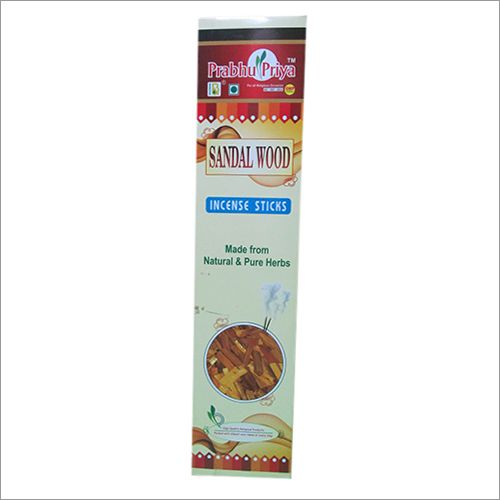 Prabhu Priya TM
SANDAL WOOD
INCENSE STICKS
Made from
Natural & Pure Herbs